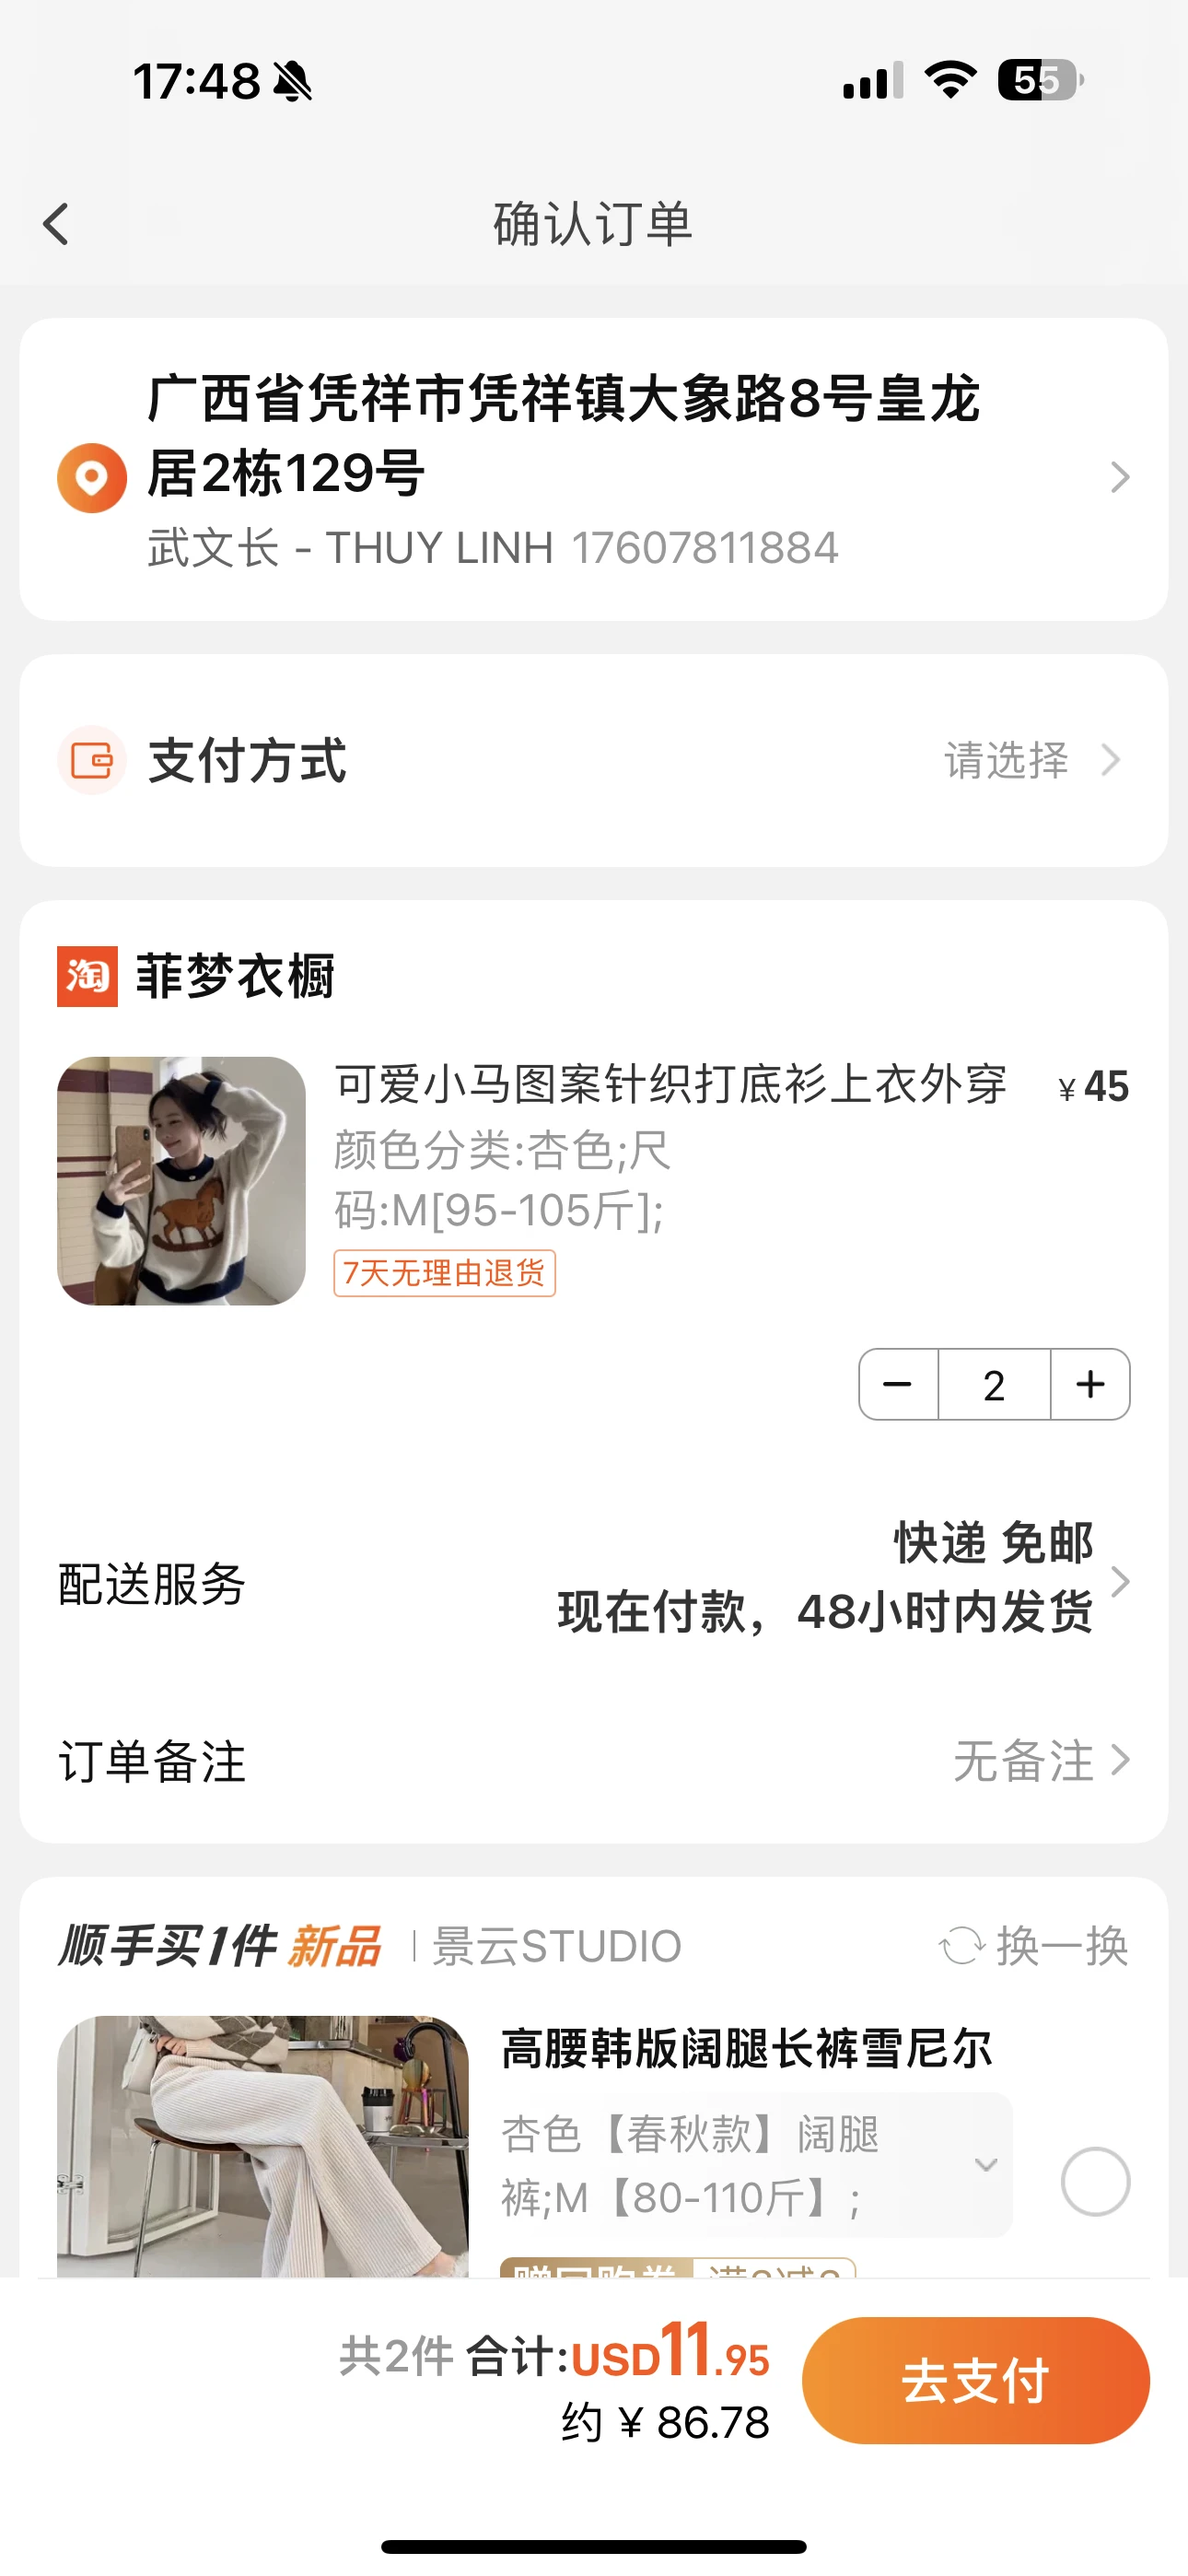 17:48
55
确认订单
广西省凭祥市凭祥镇大象路8号皇龙
居2栋129号
武文长 - THUY LINH 17607811884
支付方式 请选择
淘 菲梦衣橱
可爱小马图案针织打底衫上衣外穿 ¥45
颜色分类:杏色;尺
码:M[95-105斤];
7天无理由退货
− 2 +
快递 免邮
配送服务
现在付款，48小时内发货
订单备注 无备注
顺手买1件 新品 | 景云STUDIO 换一换
高腰韩版阔腿长裤雪尼尔
杏色【春秋款】阔腿
裤;M【80-110斤】;
共2件 合计:USD11.95
去支付
约 ¥ 86.78